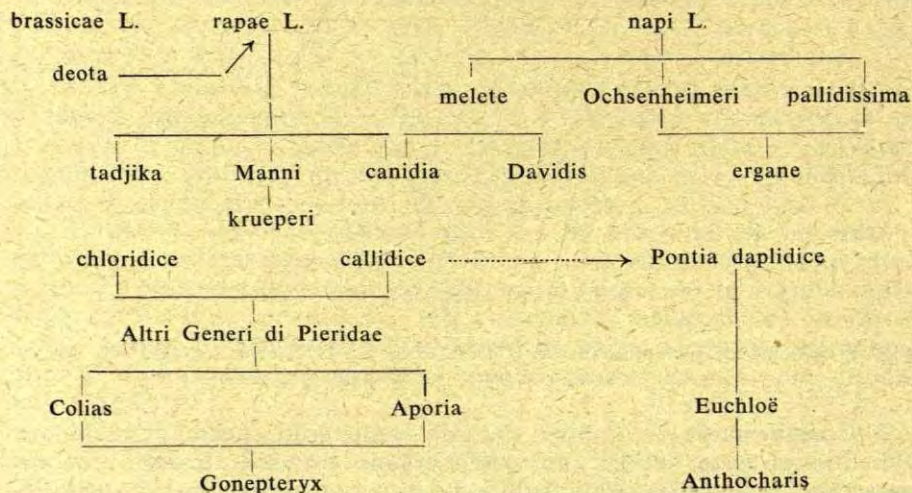 brassicae L. rapae L. napi L.
deota
melete Ochsenheimeri pallidissima
tadjika Manni canidia Davidis ergane
krueperi
chloridice callidice Pontia daplidice
Altri Generi di Pieridae
Colias Aporia Euchloë
Gonepteryx Anthocharis